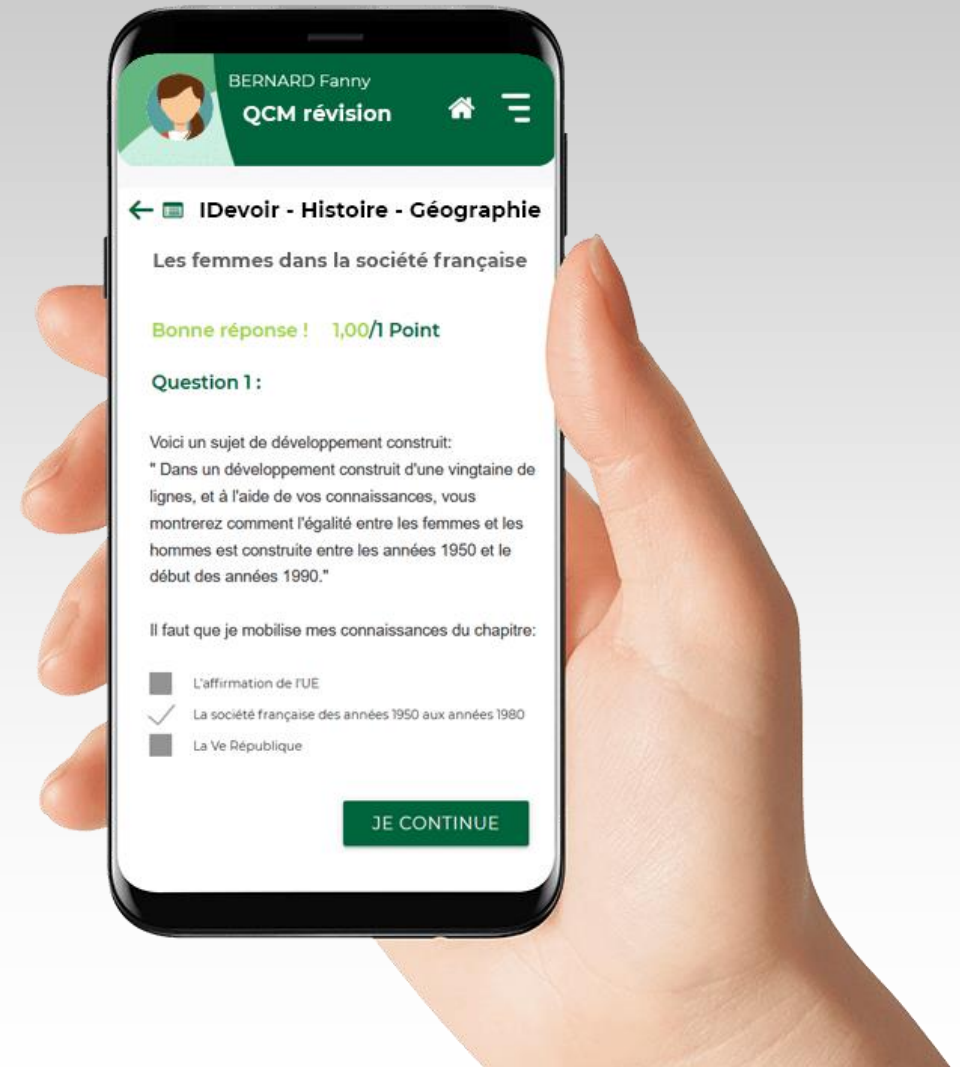 BERNARD Fanny
QCM révision
IDevoir - Histoire - Géographie
Les femmes dans la société française
Bonne réponse ! 1,00/1 Point
Question 1 :
Voici un sujet de développement construit:
" Dans un développement construit d'une vingtaine de
lignes, et à l'aide de vos connaissances, vous
montrerez comment l'égalité entre les femmes et les
hommes est construite entre les années 1950 et le
début des années 1990."
Il faut que je mobilise mes connaissances du chapitre:
L'affirmation de l'UE
La société française des années 1950 aux années 1980
La Ve République
JE CONTINUE